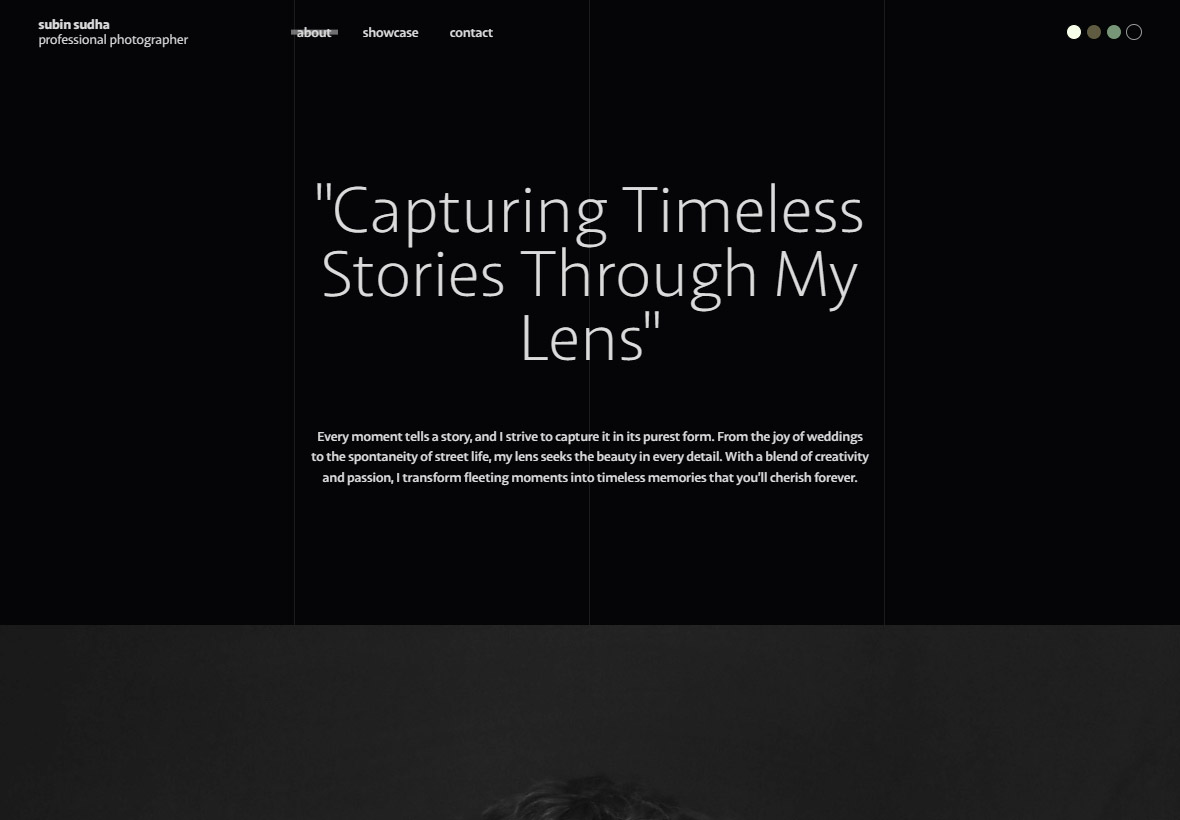 subin sudha
professional photographer
about showcase contact
"Capturing Timeless
Stories Through My
Lens"
Every moment tells a story, and I strive to capture it in its purest form. From the joy of weddings
to the spontaneity of street life, my lens seeks the beauty in every detail. With a blend of creativity
and passion, I transform fleeting moments into timeless memories that you'll cherish forever.